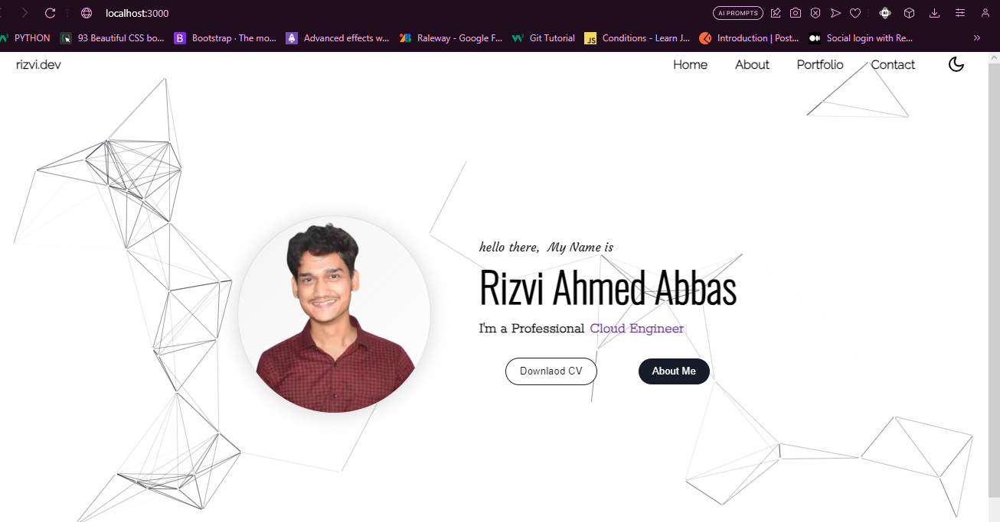 localhost:3000
AI PROMPTS
PYTHON
93 Beautiful CSS bo...
B
Bootstrap · The mo...
Advanced effects w...
Raleway - Google F...
Git Tutorial
JS
Conditions - Learn J...
Introduction | Post...
Social login with Re...
rizvi.dev
Home
About
Portfolio
Contact
hello there, My Name is
Rizvi Ahmed Abbas
I'm a Professional Cloud Engineer
Downlaod CV
About Me